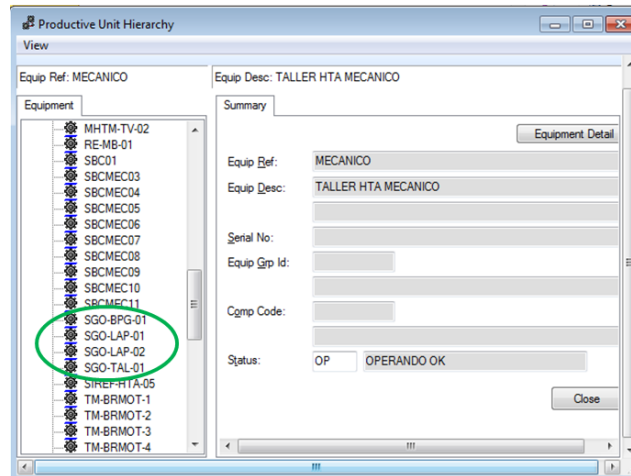 Productive Unit Hierarchy
View
Equip Ref: MECANICO
Equip Desc: TALLER HTA MECANICO
Equipment
MHTM-TV-02
RE-MB-01
SBC01
SBCMEC03
SBCMEC04
SBCMEC05
SBCMEC06
SBCMEC07
SBCMEC08
SBCMEC09
SBCMEC10
SBCMEC11
SGO-BPG-01
SGO-LAP-01
SGO-LAP-02
SGO-TAL-01
SIREF-HTA-05
TM-BRMOT-1
TM-BRMOT-2
TM-BRMOT-3
TM-BRMOT-4
Summary
Equipment Detail
Equip Ref: MECANICO
Equip Desc: TALLER HTA MECANICO
Serial No:
Equip Grp Id:
Comp Code:
Status: OP OPERANDO OK
Close